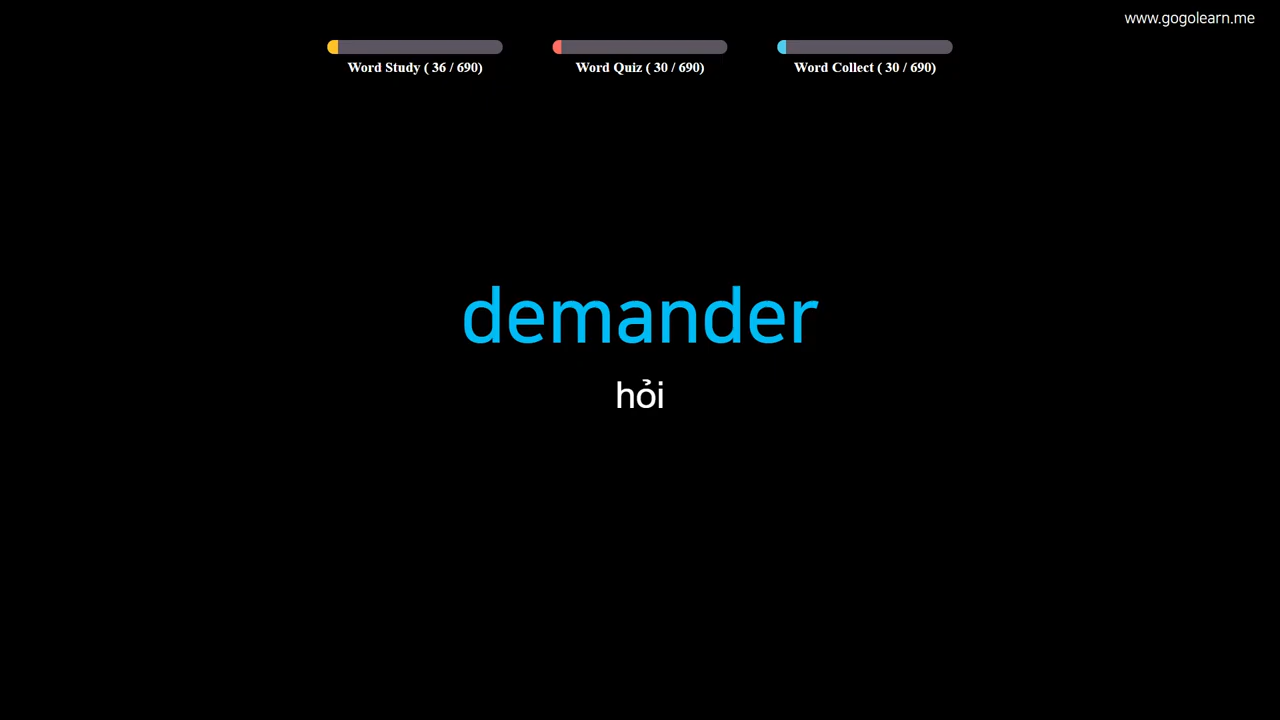 www.gogolearn.me
Word Study ( 36 / 690)
Word Quiz ( 30 / 690)
Word Collect ( 30 / 690)
demander
hỏi